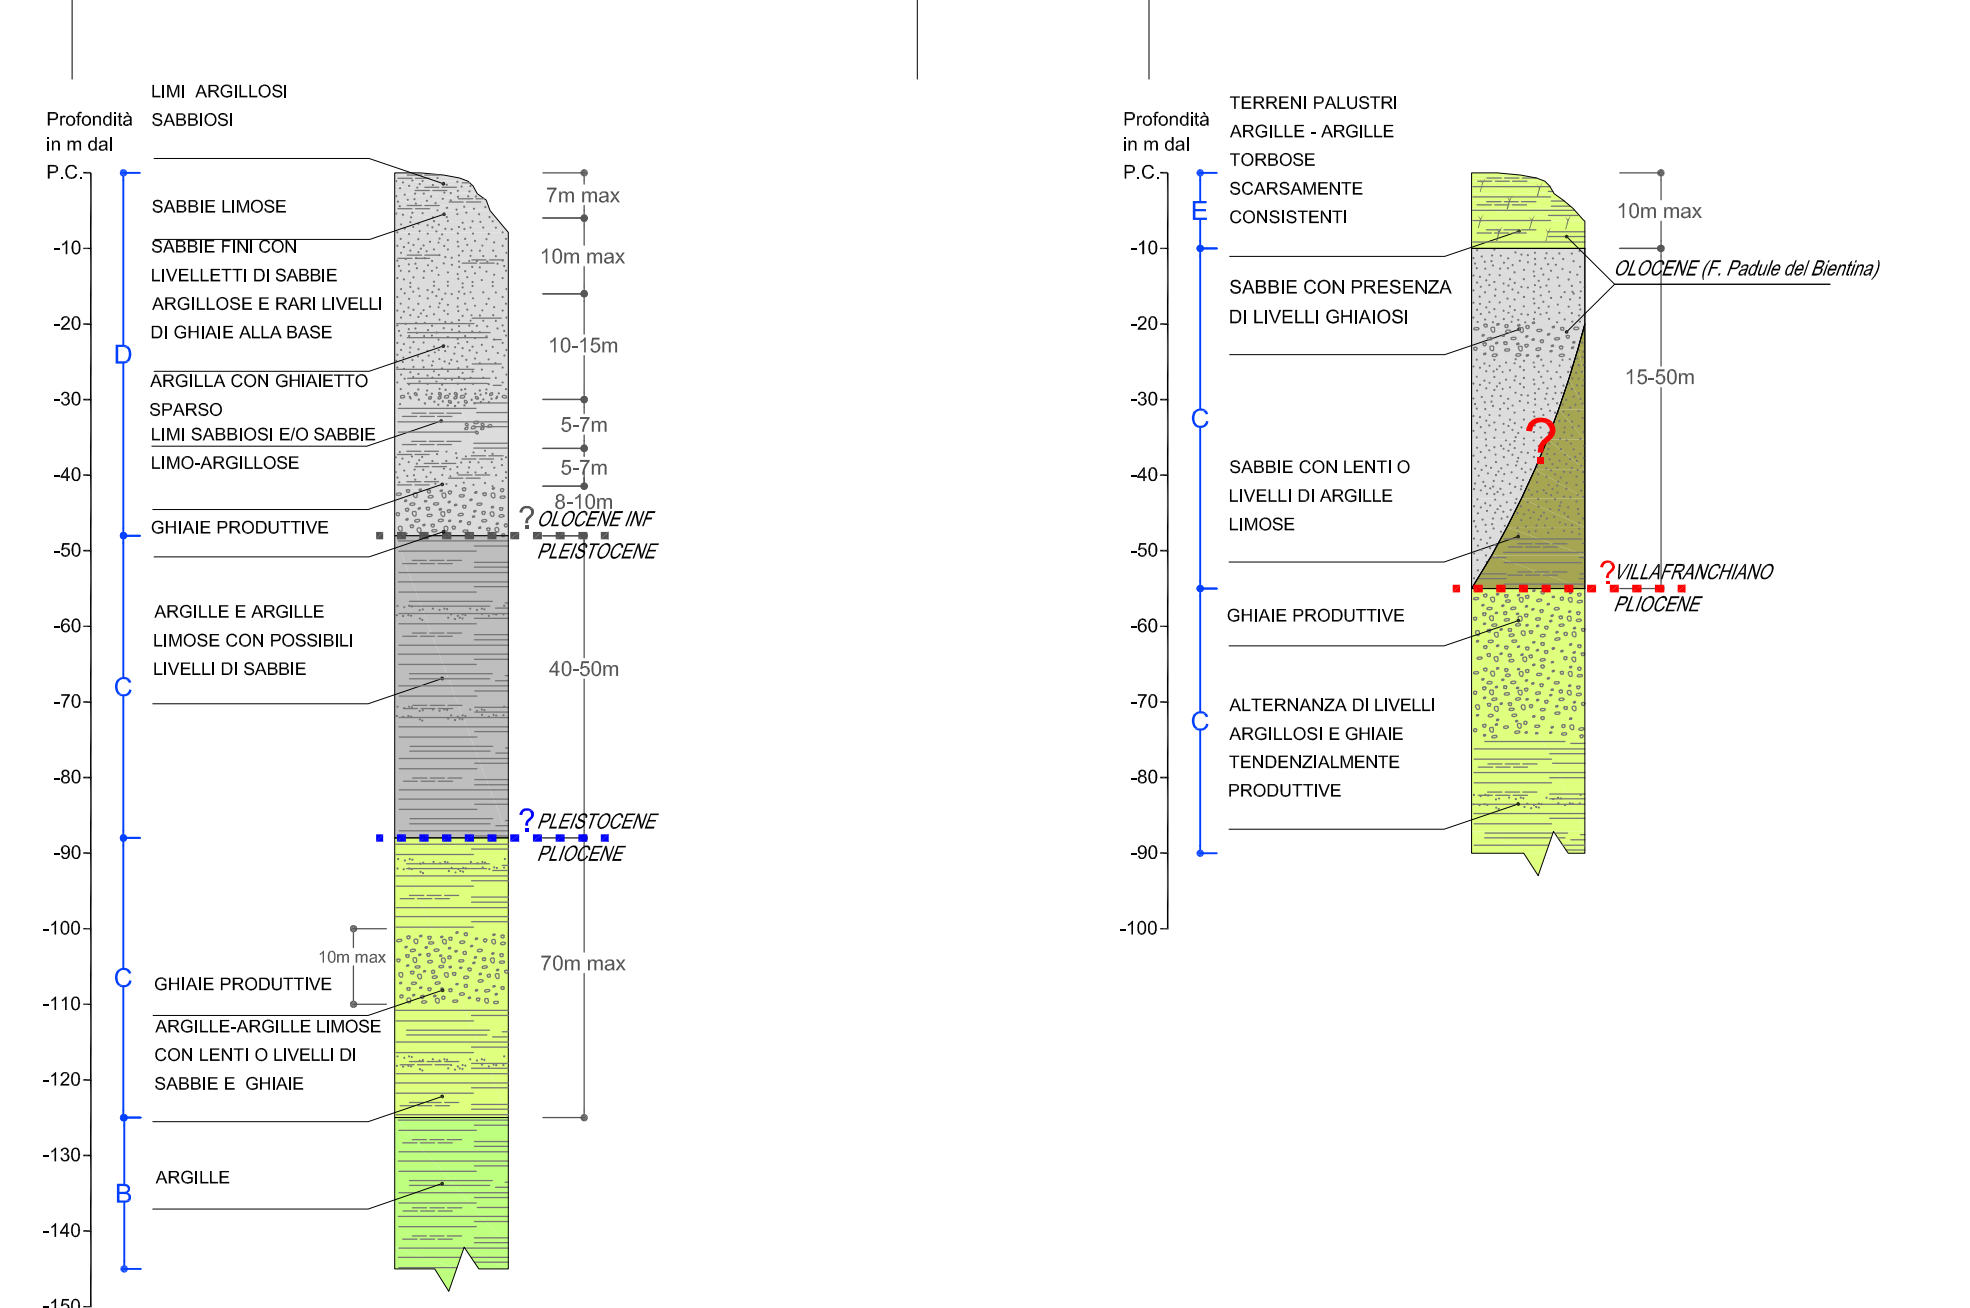 LIMI ARGILLOSI
SABBIOSI
Profondità
in m dal
P.C.
SABBIE LIMOSE
SABBIE FINI CON
LIVELLETTI DI SABBIE
ARGILLOSE E RARI LIVELLI
DI GHIAIE ALLA BASE
ARGILLA CON GHIAIETTO
SPARSO
LIMI SABBIOSI E/O SABBIE
LIMO-ARGILLOSE
GHIAIE PRODUTTIVE
ARGILLE E ARGILLE
LIMOSE CON POSSIBILI
LIVELLI DI SABBIE
GHIAIE PRODUTTIVE
ARGILLE-ARGILLE LIMOSE
CON LENTI O LIVELLI DI
SABBIE E GHIAIE
ARGILLE
-10
-20
-30
-40
-50
-60
-70
-80
-90
-100
-110
-120
-130
-140
-150
D
C
C
B
7m max
10m max
10-15m
5-7m
5-7m
8-10m
? OLOCENE INF
PLEISTOCENE
40-50m
? PLEISTOCENE
PLIOCENE
10m max
70m max
Profondità
in m dal
P.C.
TERRENI PALUSTRI
ARGILLE - ARGILLE
TORBOSE
SCARSAMENTE
CONSISTENTI
SABBIE CON PRESENZA
DI LIVELLI GHIAIOSI
SABBIE CON LENTI O
LIVELLI DI ARGILLE
LIMOSE
GHIAIE PRODUTTIVE
ALTERNANZA DI LIVELLI
ARGILLOSI E GHIAIE
TENDENZIALMENTE
PRODUTTIVE
-10
-20
-30
-40
-50
-60
-70
-80
-90
-100
E
C
C
10m max
OLOCENE (F. Padule del Bientina)
15-50m
?
? VILLAFRANCHIANO
PLIOCENE